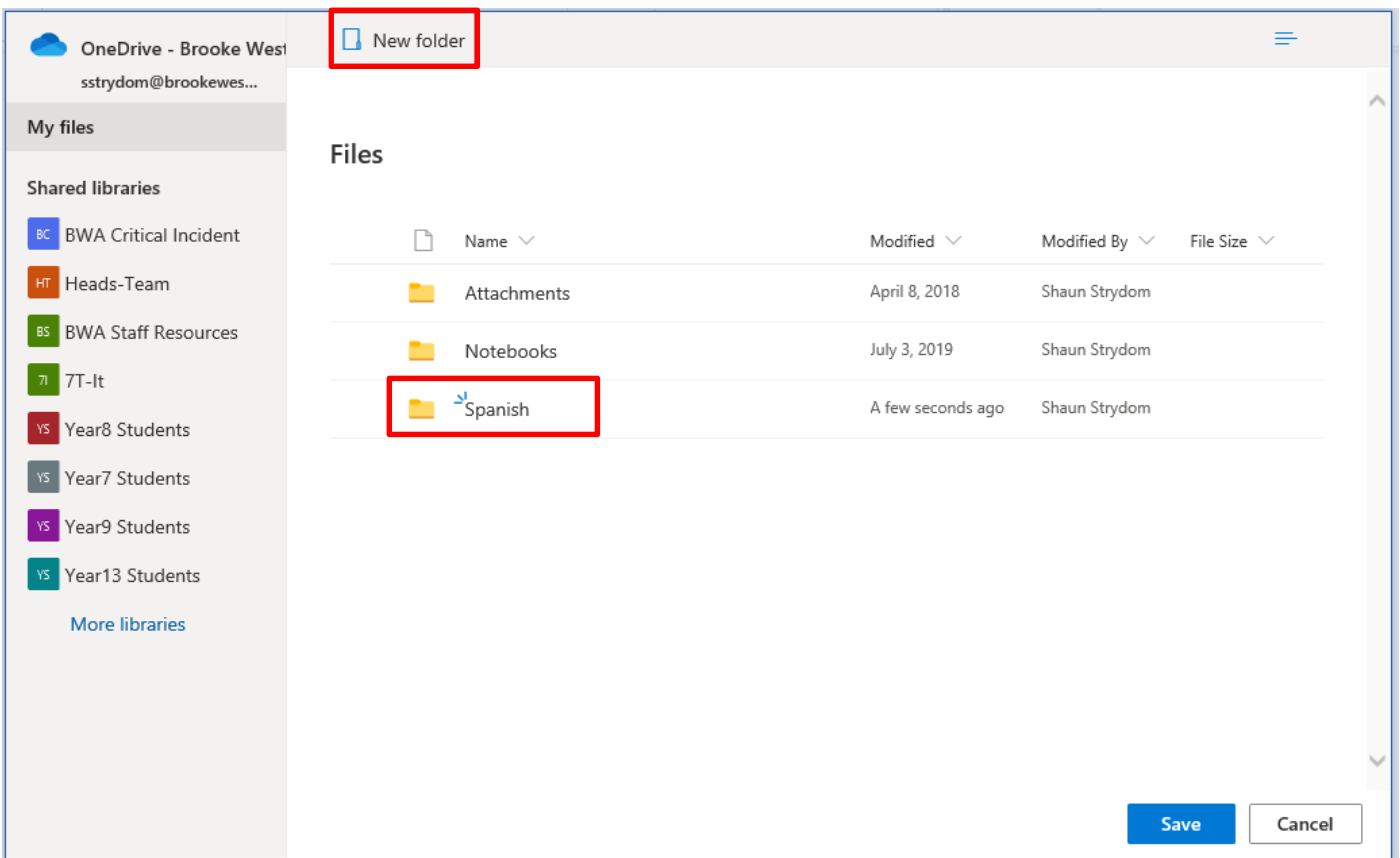 OneDrive - Brooke West
sstrydom@brookewes...
My files
Shared libraries
BC BWA Critical Incident
HT Heads-Team
BS BWA Staff Resources
7I 7T-It
YS Year8 Students
YS Year7 Students
YS Year9 Students
YS Year13 Students
More libraries
New folder
Files
Name Modified Modified By File Size
Attachments April 8, 2018 Shaun Strydom
Notebooks July 3, 2019 Shaun Strydom
Spanish A few seconds ago Shaun Strydom
Save Cancel